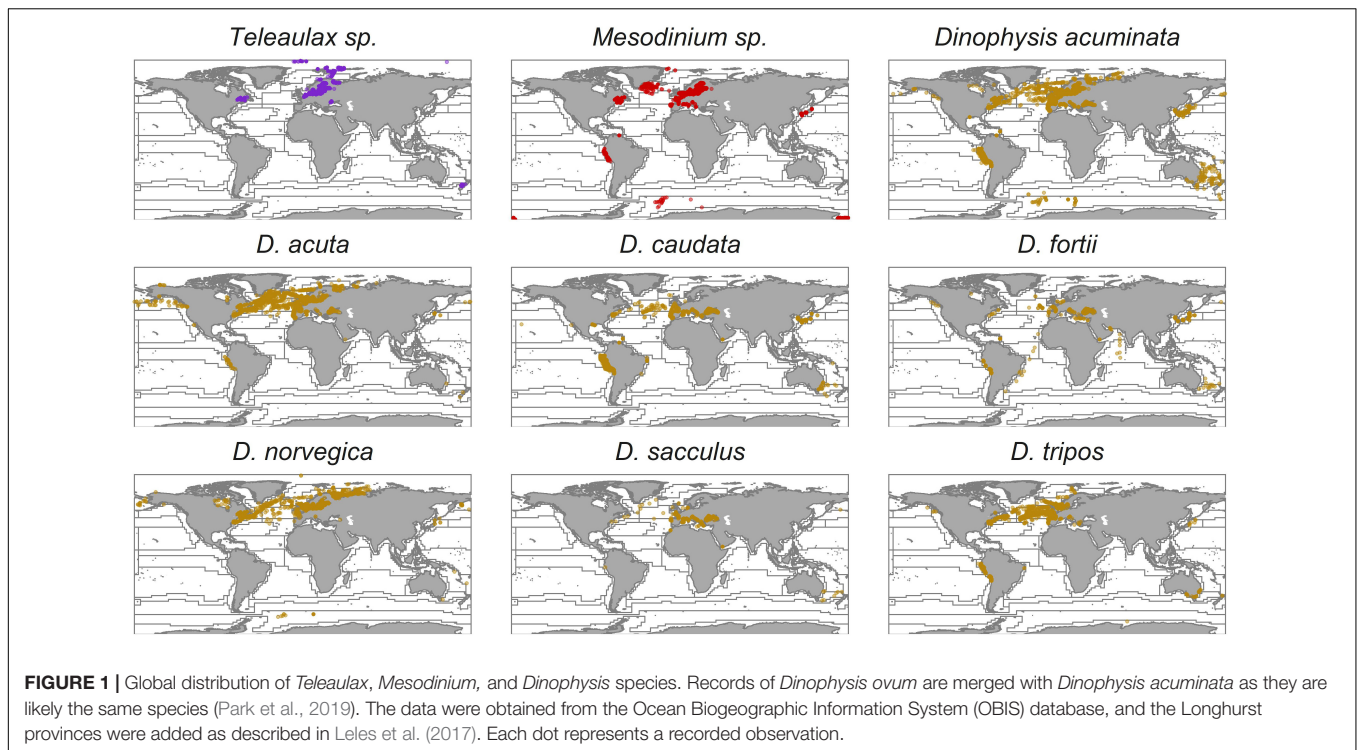 Teleaulax sp.
Mesodinium sp.
Dinophysis acuminata
D. acuta
D. caudata
D. fortii
D. norvegica
D. sacculus
D. tripos
FIGURE 1 | Global distribution of Teleaulax, Mesodinium, and Dinophysis species. Records of Dinophysis ovum are merged with Dinophysis acuminata as they are
likely the same species (Park et al., 2019). The data were obtained from the Ocean Biogeographic Information System (OBIS) database, and the Longhurst
provinces were added as described in Leles et al. (2017). Each dot represents a recorded observation.